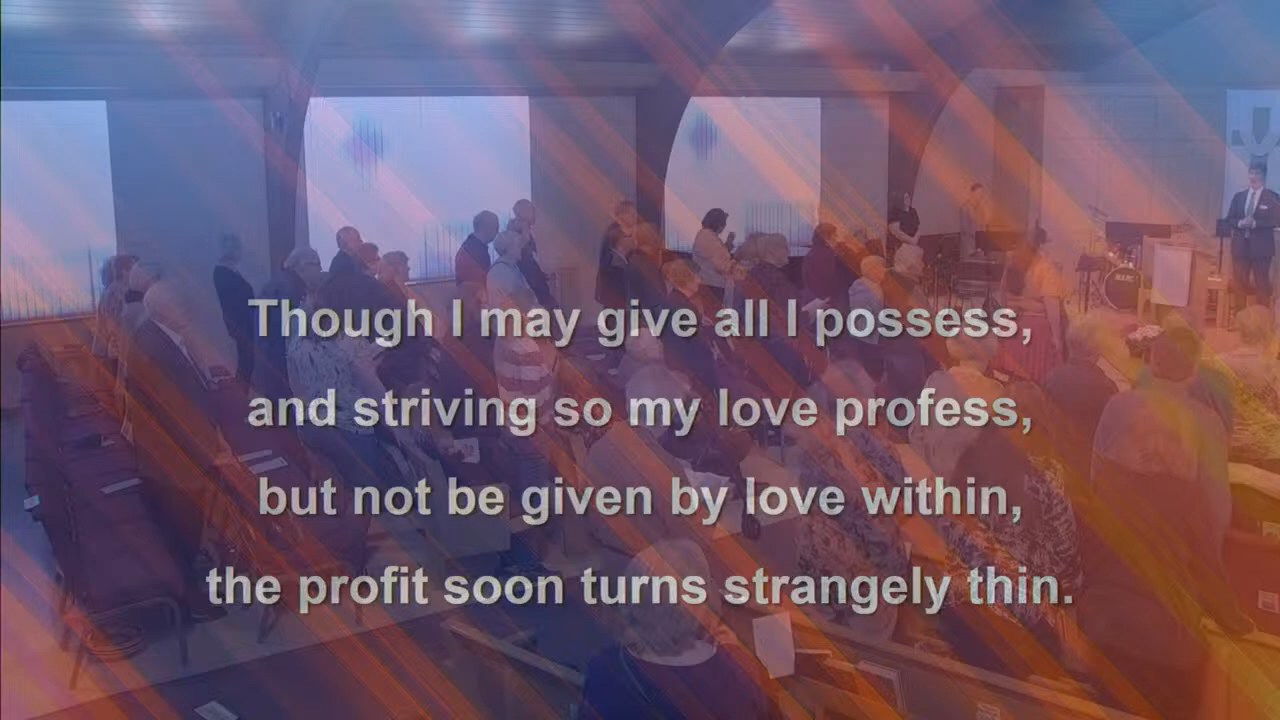 Though I may give all I possess,
and striving so my love profess,
but not be given by love within,
the profit soon turns strangely thin.